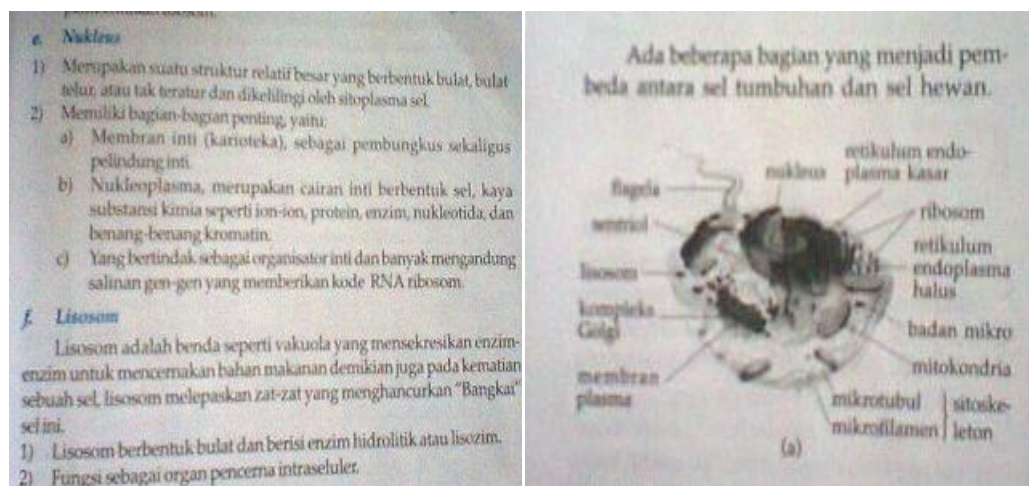 e. Nukleus
1) Merupakan suatu struktur relatif besar yang berbentuk bulat, bulat
telur, atau tak teratur dan dikelilingi oleh sitoplasma sel.
2) Memiliki bagian-bagian penting, yaitu:
a) Membran inti (karioteka), sebagai pembungkus sekaligus
pelindung inti.
b) Nukleoplasma, merupakan cairan inti berbentuk sel, kaya
substansi kimia seperti ion-ion, protein, enzim, nukleotida, dan
benang-benang kromatin.
c) Yang bertindak sebagai organisator inti dan banyak mengandung
salinan gen-gen yang memberikan kode RNA ribosom.
f. Lisosom
Lisosom adalah benda seperti vakuola yang mensekresikan enzim-
enzim untuk mencernakan bahan makanan demikian juga pada kematian
sebuah sel, lisosom melepaskan zat-zat yang menghancurkan "Bangkai"
sel ini.
1) Lisosom berbentuk bulat dan berisi enzim hidrolitik atau lisozim.
2) Fungsi sebagai organ pencerna intraseluler.
Ada beberapa bagian yang menjadi pem-
beda antara sel tumbuhan dan sel hewan.
flagela
sentriol
lisosom
kompleks
Golgi
membran
plasma
nukleus
retikulum endo-
plasma kasar
ribosom
retikulum
endoplasma
halus
badan mikro
mitokondria
mikrotubul
mikrofilamen
sitoske-
leton
(a)